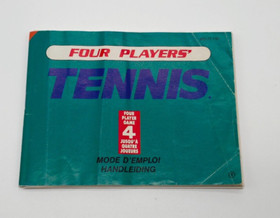 FOUR PLAYERS'
TENNIS
FOUR
PLAYER
GAME
4
JUSQU'À
QUATRE
JOUEURS
MODE D'EMPLOI
HANDLEIDING